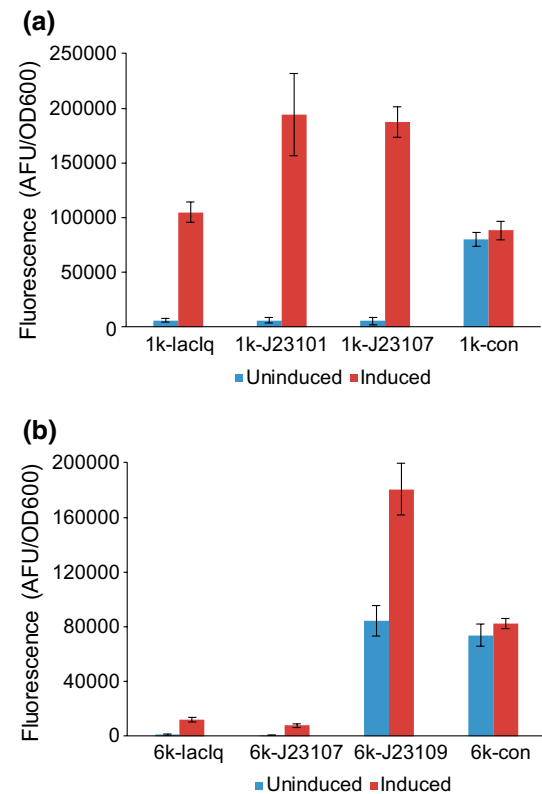 (a)
Fluorescence (AFU/OD600)
250000
200000
150000
100000
50000
0
1k-laclq 1k-J23101 1k-J23107 1k-con
Uninduced Induced
(b)
Fluorescence (AFU/OD600)
200000
160000
120000
80000
40000
0
6k-laclq 6k-J23107 6k-J23109 6k-con
Uninduced Induced